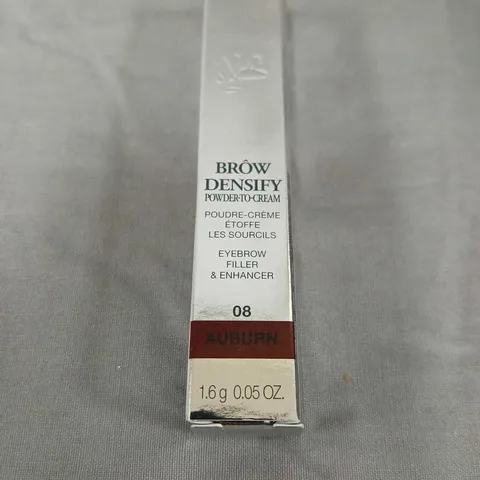 BRÔW
DENSIFY
POWDER-TO-CREAM
POUDRE-CRÈME
ÉTOFFE
LES SOURCILS
EYEBROW
FILLER
& ENHANCER
08
AUBURN
1.6 g 0.05 OZ.